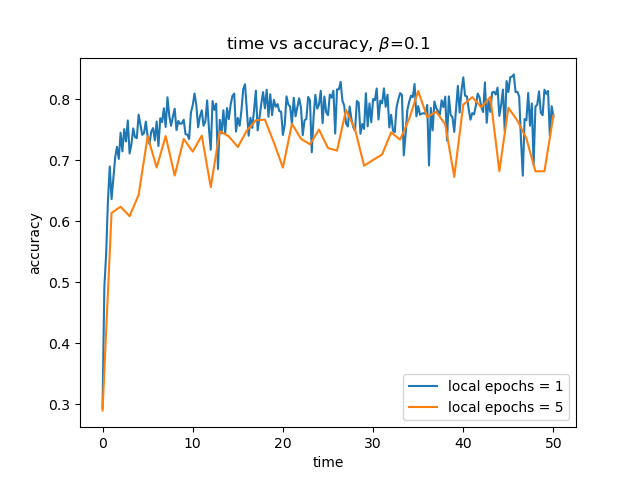 time vs accuracy, β=0.1
accuracy
0.8
0.7
0.6
0.5
0.4
0.3
local epochs = 1
local epochs = 5
0 10 20 30 40 50
time